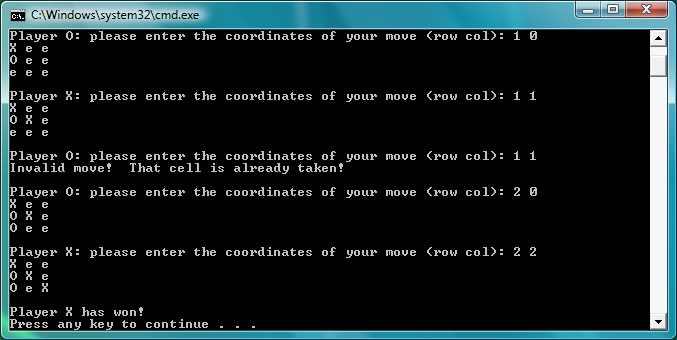 C:\Windows\system32\cmd.exe
Player O: please enter the coordinates of your move (row col): 1 0
X e e
O e e
e e e
Player X: please enter the coordinates of your move (row col): 1 1
X e e
O X e
e e e
Player O: please enter the coordinates of your move (row col): 1 1
Invalid move!  That cell is already taken!
Player O: please enter the coordinates of your move (row col): 2 0
X e e
O X e
O e e
Player X: please enter the coordinates of your move (row col): 2 2
X e e
O X e
O e X
Player X has won!
Press any key to continue . . .